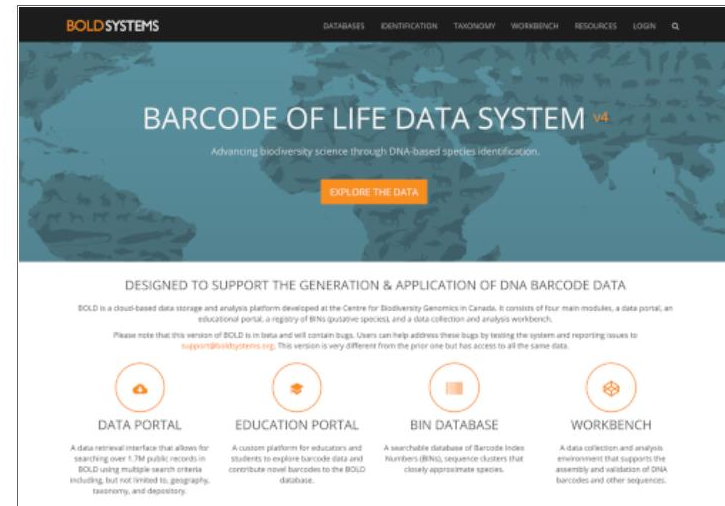 BOLDSYSTEMS
DATABASES IDENTIFICATION TAXONOMY WORKBENCH RESOURCES LOGIN
BARCODE OF LIFE DATA SYSTEM v4
Advancing biodiversity science through DNA-based species identification.
EXPLORE THE DATA
DESIGNED TO SUPPORT THE GENERATION & APPLICATION OF DNA BARCODE DATA
BOLD is a cloud-based data storage and analysis platform developed at the Centre for Biodiversity Genomics in Canada. It consists of four main modules, a data portal, an
educational portal, a registry of BINs (putative species), and a data collection and analysis workbench.
Please note that this version of BOLD is in beta and will contain bugs. Users can help address these bugs by testing the system and reporting issues to
support@boldsystems.org. This version is very different from the prior one but has access to all the same data.
DATA PORTAL
A data retrieval interface that allows for
searching over 1.7M public records in
BOLD using multiple search criteria
including, but not limited to, geography,
taxonomy, and depository.
EDUCATION PORTAL
A custom platform for educators and
students to explore barcode data and
contribute novel barcodes to the BOLD
database.
BIN DATABASE
A searchable database of Barcode Index
Numbers (BINs), sequence clusters that
closely approximate species.
WORKBENCH
A data collection and analysis
environment that supports the
assembly and validation of DNA
barcodes and other sequences.